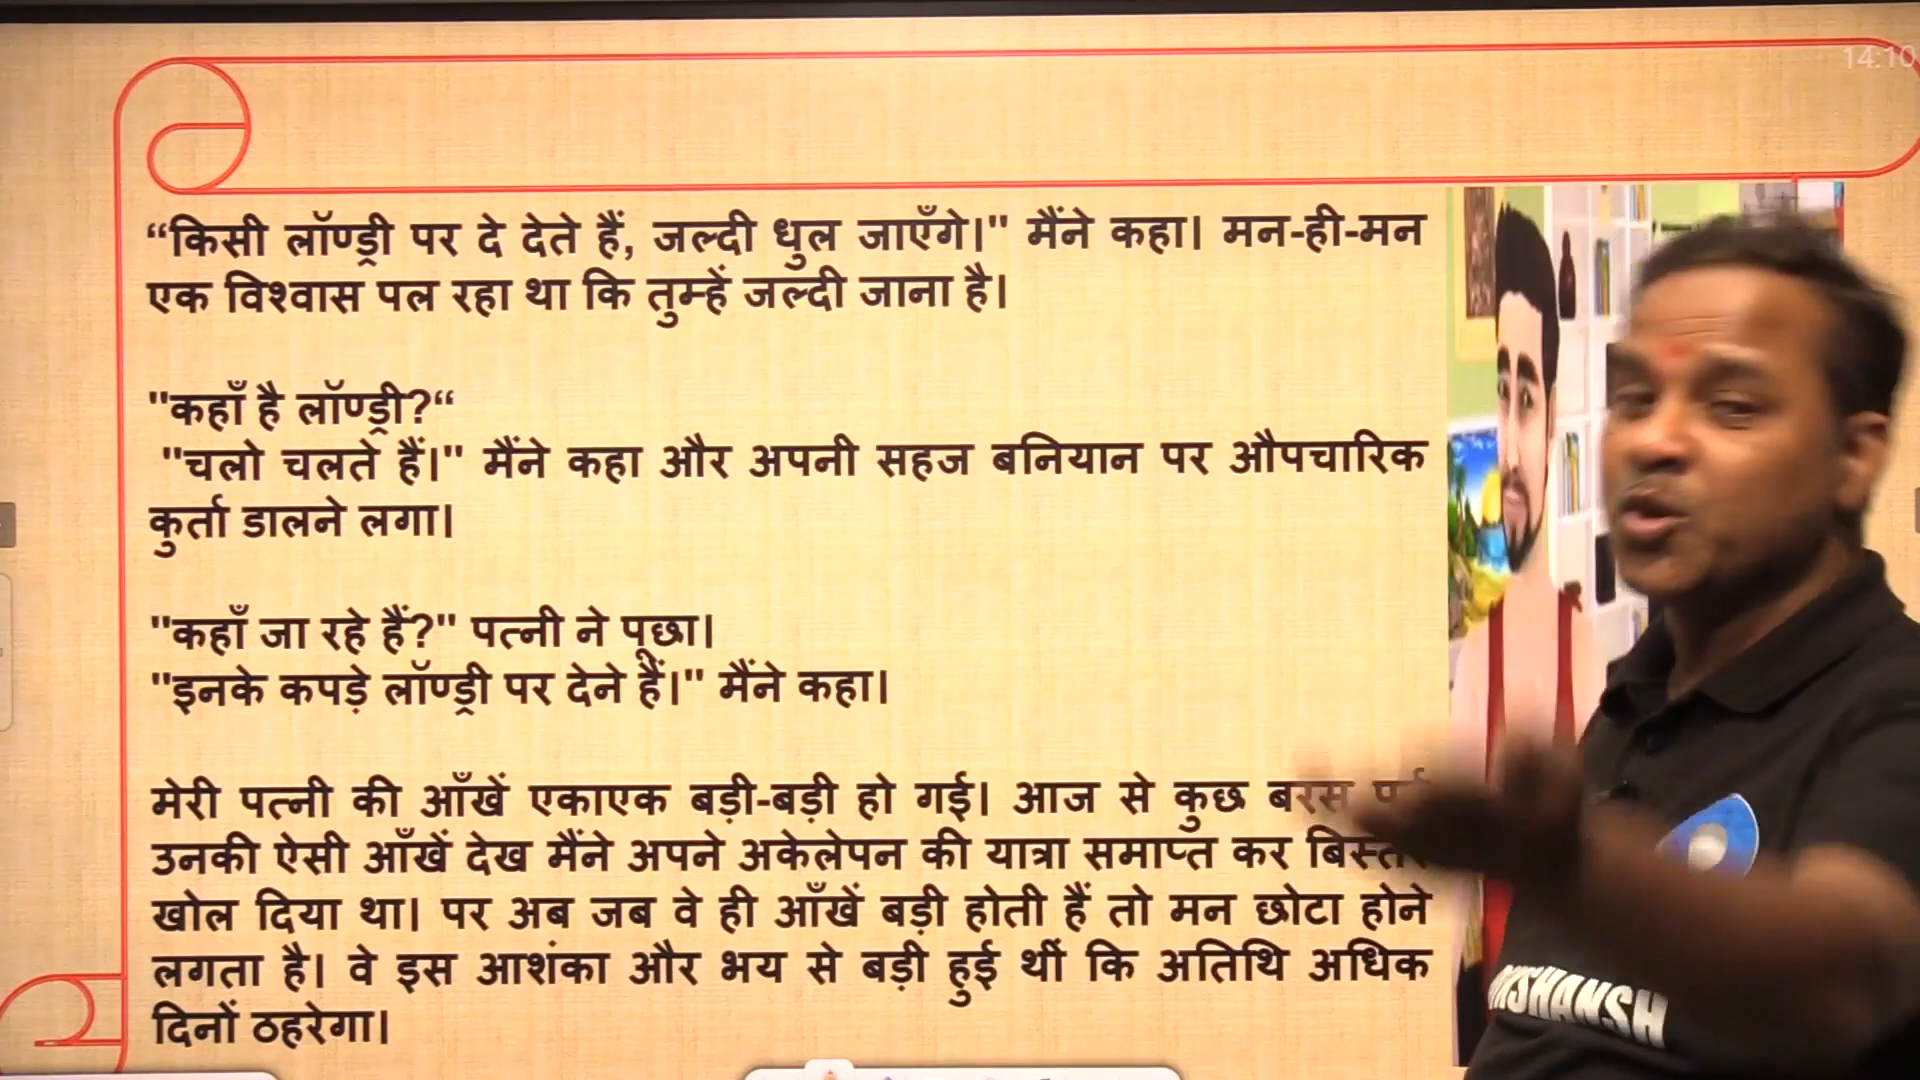 14:10
“किसी लॉण्ड्री पर दे देते हैं, जल्दी धुल जाएँगे।" मैंने कहा। मन-ही-मन
एक विश्वास पल रहा था कि तुम्हें जल्दी जाना है।
"कहाँ है लॉण्ड्री?“
"चलो चलते हैं।" मैंने कहा और अपनी सहज बनियान पर औपचारिक
कुर्ता डालने लगा।
"कहाँ जा रहे हैं?" पत्नी ने पूछा।
"इनके कपड़े लॉण्ड्री पर देने हैं।" मैंने कहा।
मेरी पत्नी की आँखें एकाएक बड़ी-बड़ी हो गई। आज से कुछ बरस
उनकी ऐसी आँखें देख मैंने अपने अकेलेपन की यात्रा समाप्त कर
खोल दिया था। पर अब जब वे ही आँखें बड़ी होती हैं तो मन छोटा होने
लगता है। वे इस आशंका और भय से बड़ी हुई थीं कि अतिथि अधिक
दिनों ठहरेगा।